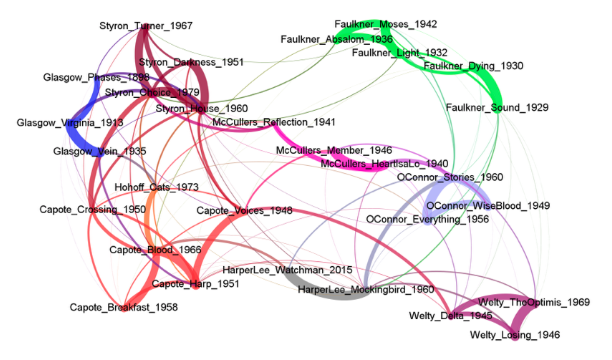 Styron_Turner_1967
Faulkner_Moses_1942
Faulkner_Absalom_1936
Faulkner_Light_1932
Styron_Darkness_1951
Faulkner_Dying_1930
Glasgow_Phases_1898
Styron_Choice_1979
Styron_House_1960
Faulkner_Sound_1929
Glasgow_Virginia_1913
McCullers_Reflection_1941
Glasgow_Vein_1935
McCullers_Member_1946
McCullers_HeartisaLo_1940
OConnor_Stories_1960
Hohoff_Cats_1973
OConnor_WiseBlood_1949
Capote_Crossing_1950
Capote_Voices_1948
OConnor_Everything_1956
Capote_Blood_1966
HarperLee_Watchman_2015
Capote_Harp_1951
HarperLee_Mockingbird_1960
Welty_TheOptimis_1969
Capote_Breakfast_1958
Welty_Delta_1945
Welty_Losing_1946